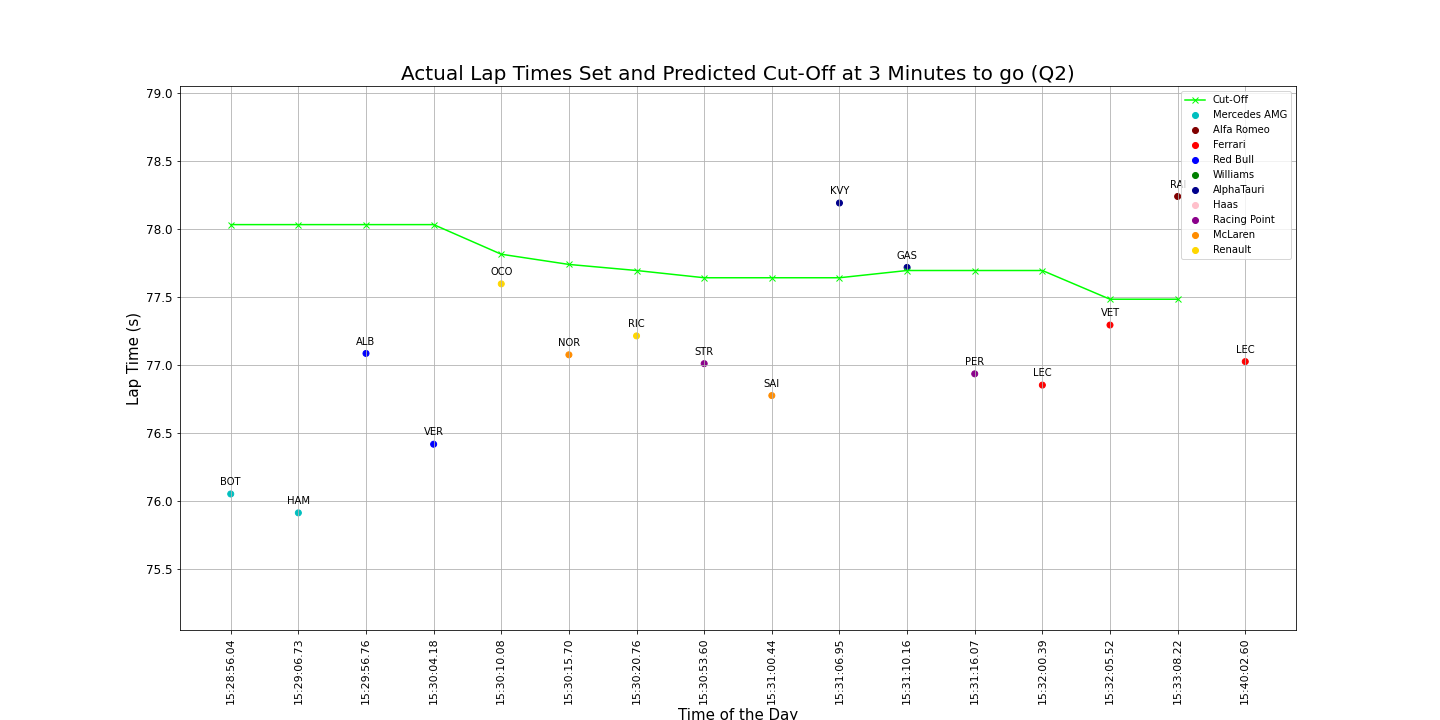 Actual Lap Times Set and Predicted Cut-Off at 3 Minutes to go (Q2)
79.0
78.5
78.0
77.5
77.0
76.5
76.0
75.5
Lap Time (s)
Cut-Off
Mercedes AMG
Alfa Romeo
Ferrari
Red Bull
Williams
AlphaTauri
Haas
Racing Point
McLaren
Renault
BOT
HAM
ALB
VER
OCO
NOR
RIC
STR
SAI
KVY
GAS
PER
LEC
VET
LEC
15:28:56.04
15:29:06.73
15:29:56.76
15:30:04.18
15:30:10.08
15:30:15.70
15:30:20.76
15:30:53.60
15:31:00.44
15:31:06.95
15:31:10.16
15:31:16.07
15:32:00.39
15:32:05.52
15:33:08.22
15:40:02.60
Time of the Day